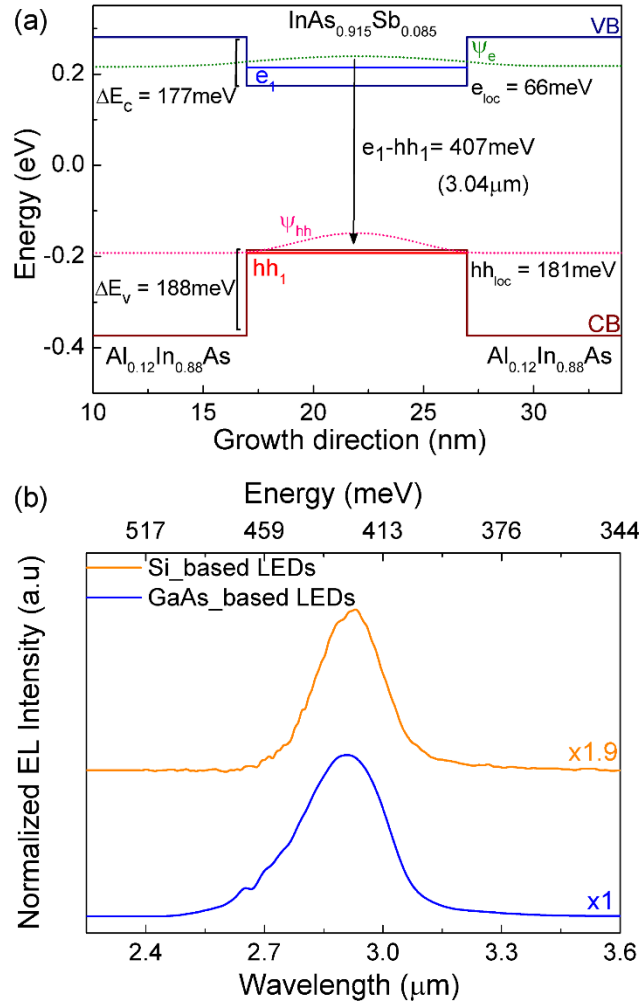 (a)
InAs0.915Sb0.085
VB
ψe
0.2
e1
eloc = 66meV
ΔEc = 177meV
e1-hh1= 407meV
(3.04μm)
0.0
Energy (eV)
ψhh
-0.2
hh1
hhloc = 181meV
ΔEv = 188meV
CB
-0.4
Al0.12In0.88As
Al0.12In0.88As
10 15 20 25 30
Growth direction (nm)
(b)
Energy (meV)
517 459 413 376 344
Si_based LEDs
GaAs_based LEDs
Normalized EL Intensity (a.u)
x1.9
x1
2.4 2.7 3.0 3.3 3.6
Wavelength (μm)